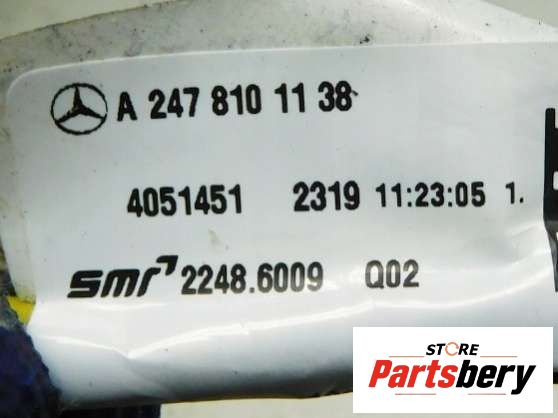 A 247 810 11 38
4051451 2319 11:23:05 1.
smr 2248.6009 Q02
STORE
Partsbery